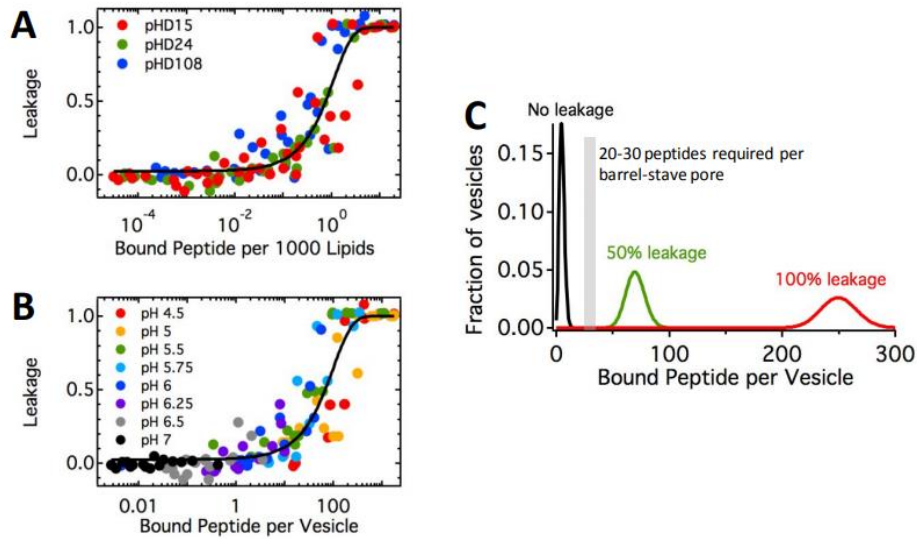 A
pHD15
pHD24
pHD108
1.0
0.5
0.0
Leakage
10⁻⁴
10⁻²
10⁰
Bound Peptide per 1000 Lipids
B
pH 4.5
pH 5
pH 5.5
pH 5.75
pH 6
pH 6.25
pH 6.5
pH 7
1.0
0.5
0.0
Leakage
0.01
1
100
Bound Peptide per Vesicle
C
No leakage
20-30 peptides required per
barrel-stave pore
50% leakage
100% leakage
0.15
0.10
0.05
0.00
Fraction of vesicles
0
100
200
300
Bound Peptide per Vesicle